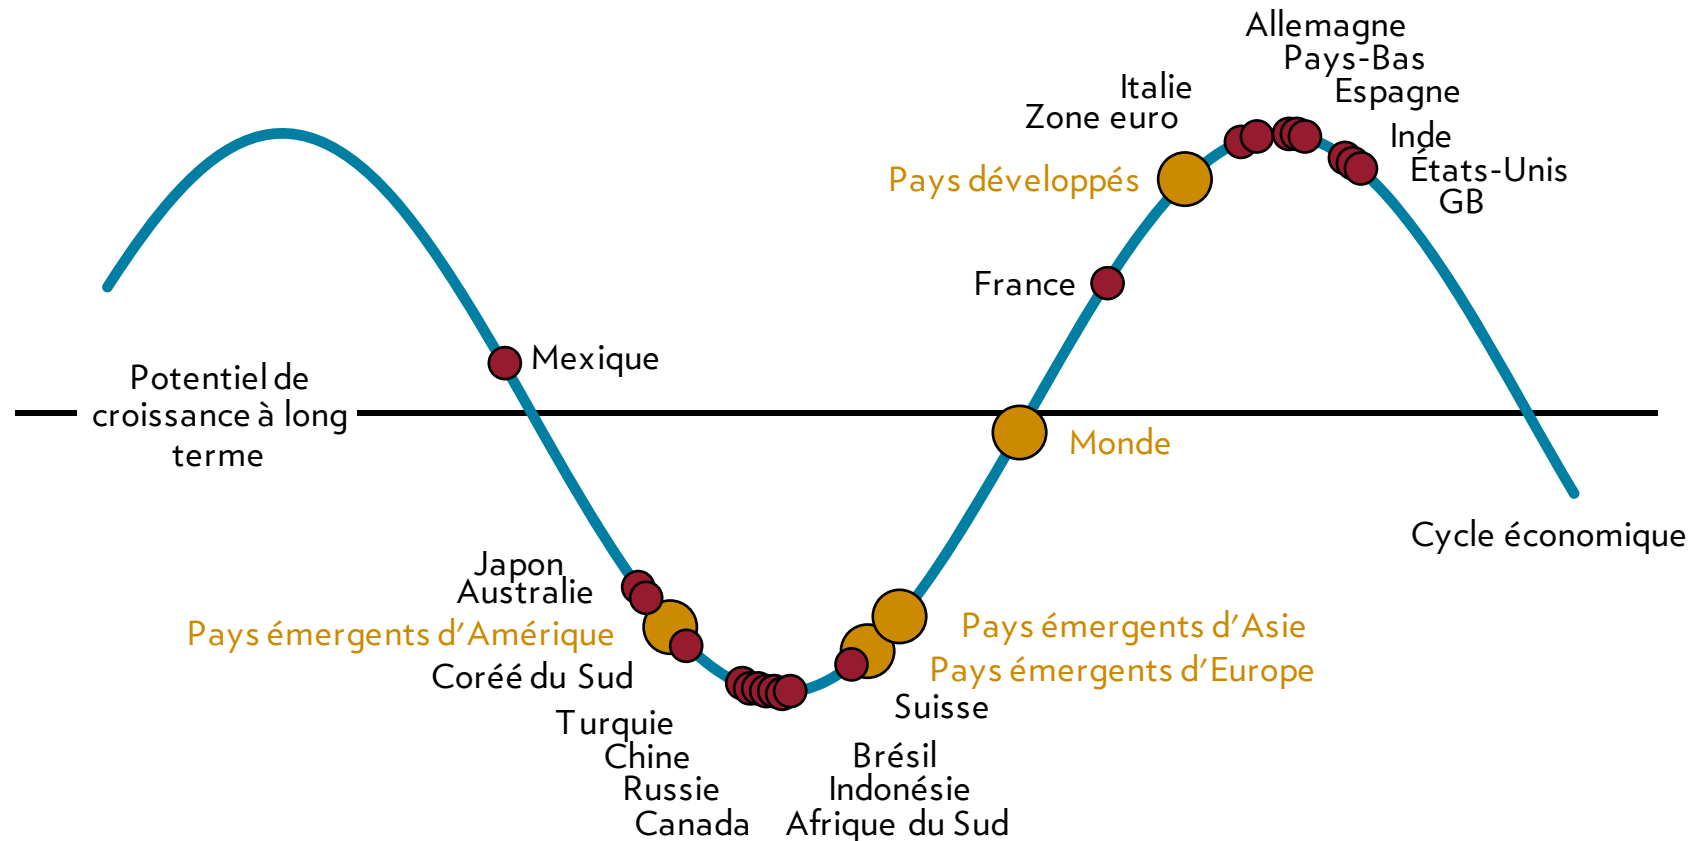 Allemagne
Pays-Bas
Espagne
Italie
Zone euro
Inde
États-Unis
GB
Pays développés
France
Mexique
Potentiel de
croissance à long
terme
Monde
Cycle économique
Japon
Australie
Pays émergents d'Amérique
Coréé du Sud
Turquie
Chine
Russie
Canada
Pays émergents d'Asie
Pays émergents d'Europe
Suisse
Brésil
Indonésie
Afrique du Sud